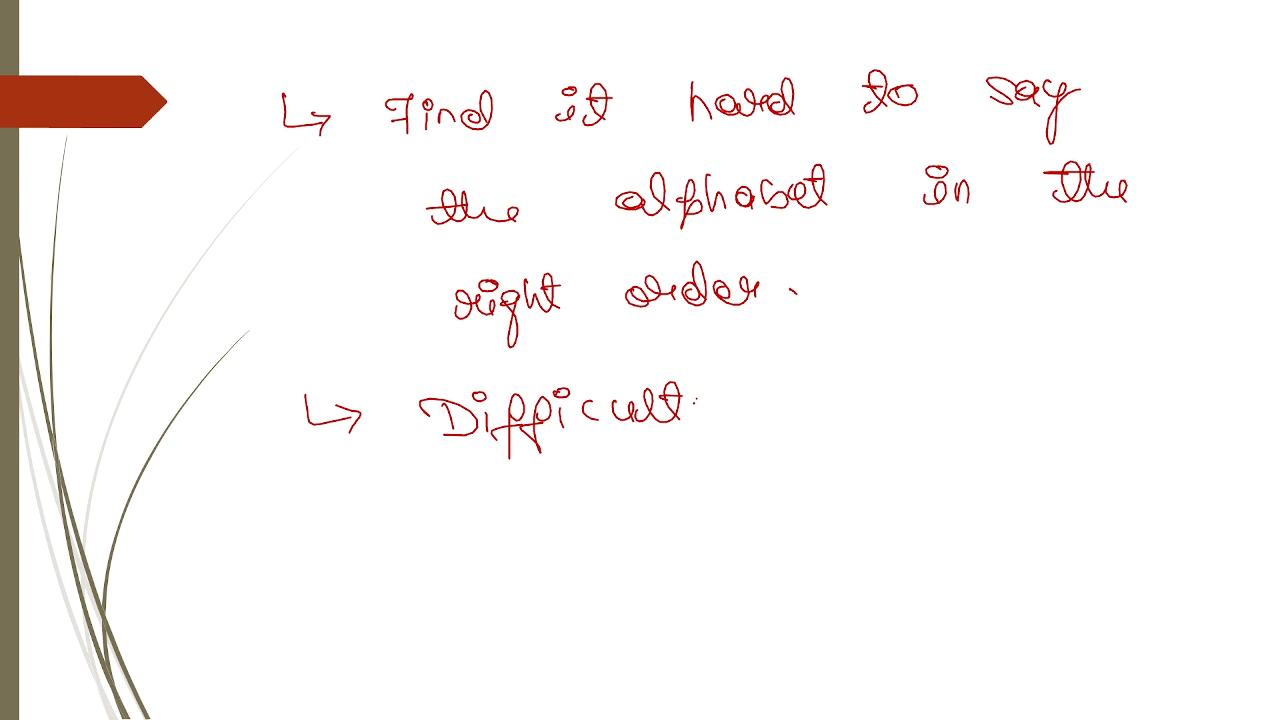 ↳ Find it hard to say
the alphabet in the
right order.
↳ Difficult